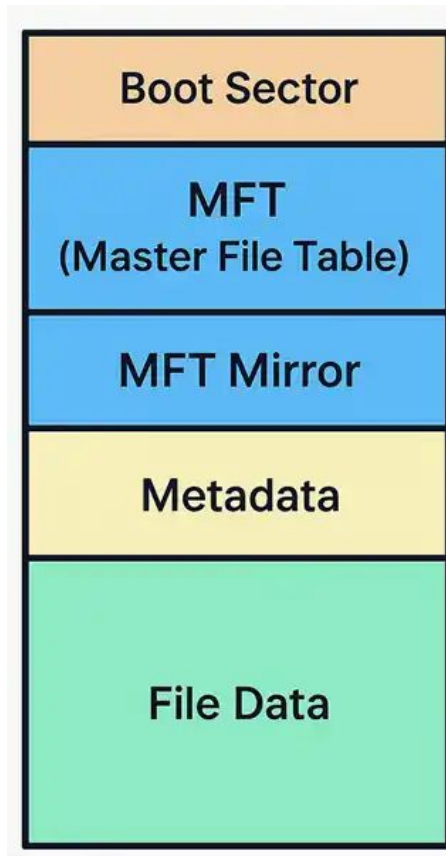 Boot Sector
MFT
(Master File Table)
MFT Mirror
Metadata
File Data